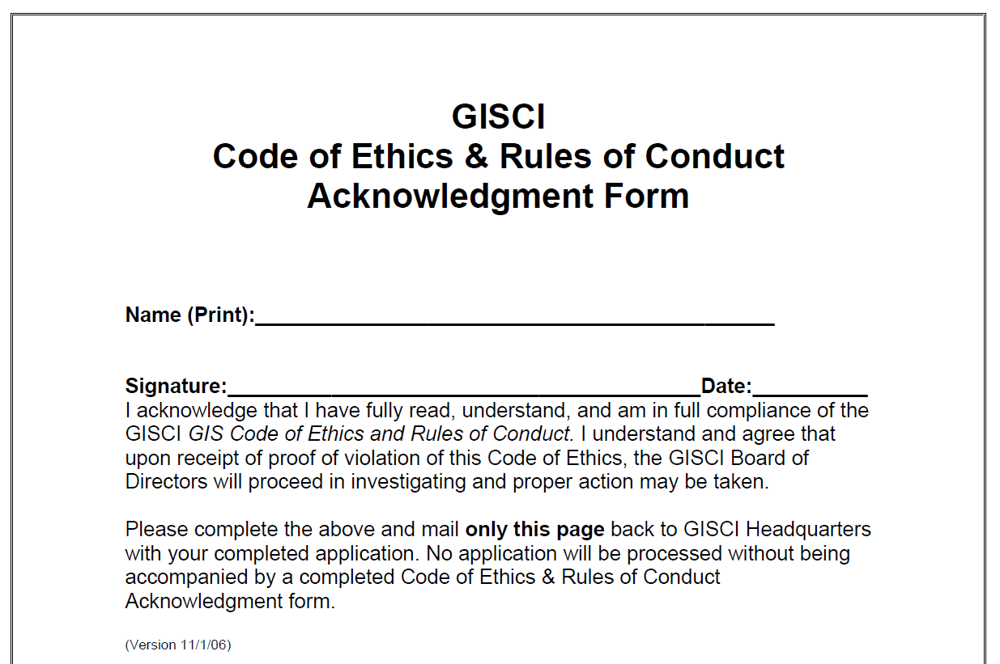 GISCI
Code of Ethics & Rules of Conduct
Acknowledgment Form
Name (Print):_______________________________________________
Signature:___________________________________________Date:__________
I acknowledge that I have fully read, understand, and am in full compliance of the
GISCI GIS Code of Ethics and Rules of Conduct. I understand and agree that
upon receipt of proof of violation of this Code of Ethics, the GISCI Board of
Directors will proceed in investigating and proper action may be taken.
Please complete the above and mail only this page back to GISCI Headquarters
with your completed application. No application will be processed without being
accompanied by a completed Code of Ethics & Rules of Conduct
Acknowledgment form.
(Version 11/1/06)